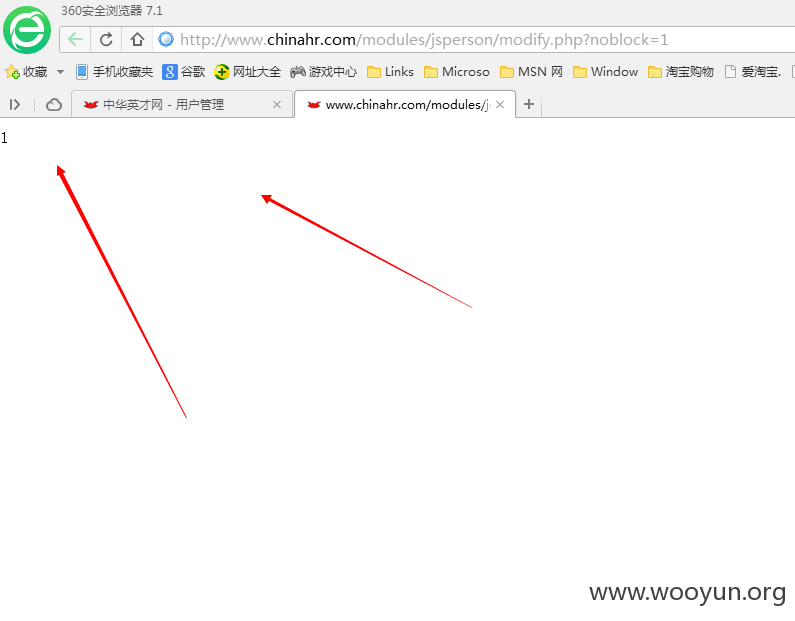 360安全浏览器 7.1
http://www.chinahr.com/modules/jsperson/modify.php?noblock=1
收藏 手机收藏夹 谷歌 网址大全 游戏中心 Links Microso MSN 网 Window 淘宝购物 爱淘宝.
中华英才网 - 用户管理 www.chinahr.com/modules/j
1
www.wooyun.org